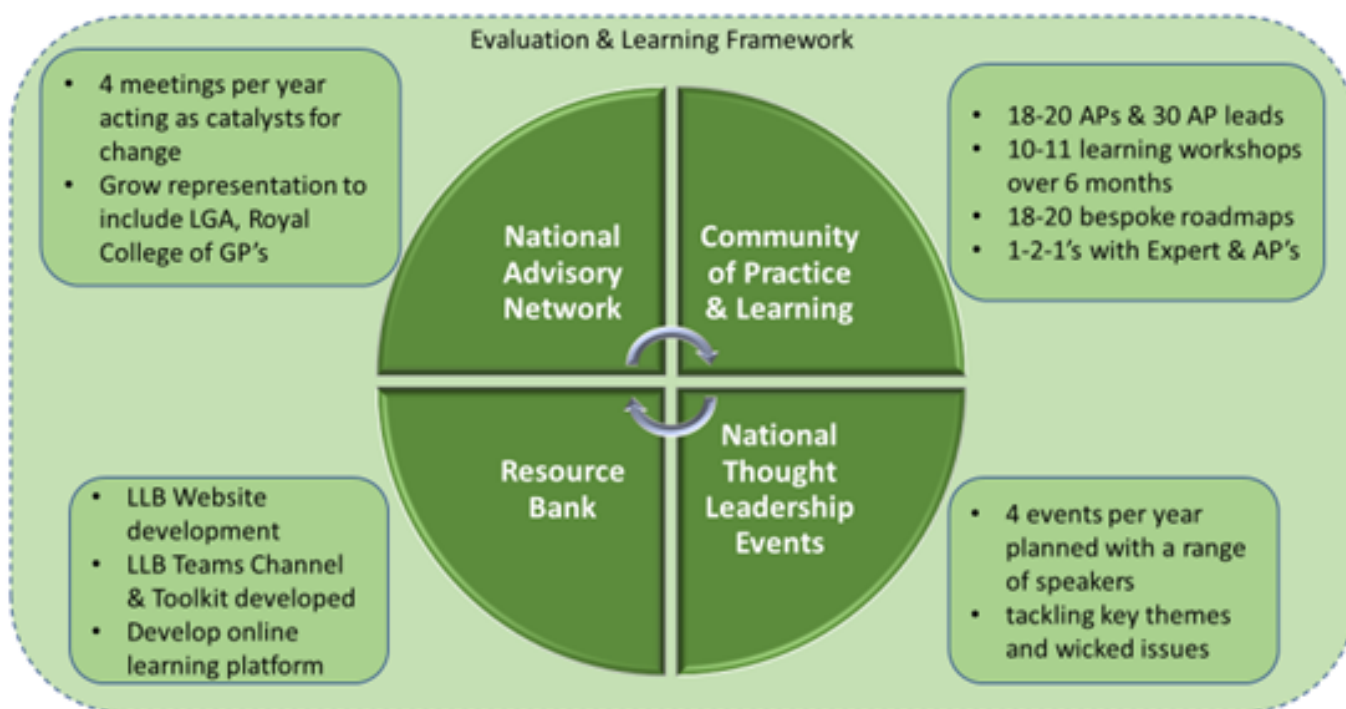 Evaluation & Learning Framework
• 4 meetings per year
acting as catalysts for
change
• Grow representation to
include LGA, Royal
College of GP's
• 18-20 APs & 30 AP leads
• 10-11 learning workshops
over 6 months
• 18-20 bespoke roadmaps
• 1-2-1's with Expert & AP's
National
Advisory
Network
Community
of Practice
& Learning
Resource
Bank
National
Thought
Leadership
Events
• LLB Website
development
• LLB Teams Channel
& Toolkit developed
• Develop online
learning platform
• 4 events per year
planned with a range
of speakers
• tackling key themes
and wicked issues